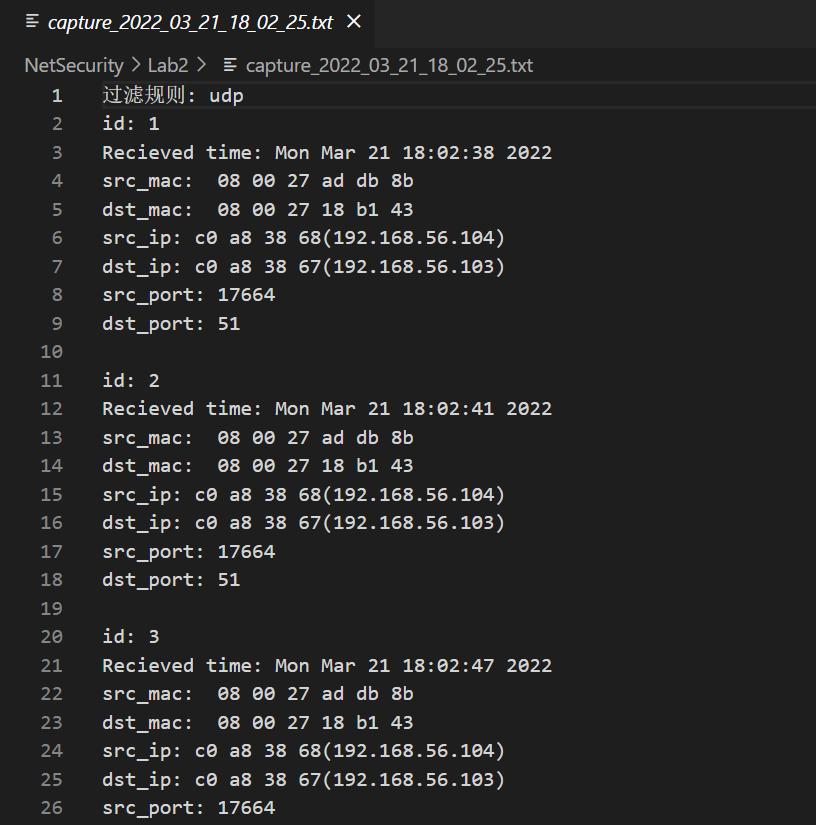 capture_2022_03_21_18_02_25.txt
NetSecurity > Lab2 > capture_2022_03_21_18_02_25.txt
1 过滤规则: udp
2 id: 1
3 Recieved time: Mon Mar 21 18:02:38 2022
4 src_mac:  08 00 27 ad db 8b
5 dst_mac:  08 00 27 18 b1 43
6 src_ip: c0 a8 38 68(192.168.56.104)
7 dst_ip: c0 a8 38 67(192.168.56.103)
8 src_port: 17664
9 dst_port: 51
10
11 id: 2
12 Recieved time: Mon Mar 21 18:02:41 2022
13 src_mac:  08 00 27 ad db 8b
14 dst_mac:  08 00 27 18 b1 43
15 src_ip: c0 a8 38 68(192.168.56.104)
16 dst_ip: c0 a8 38 67(192.168.56.103)
17 src_port: 17664
18 dst_port: 51
19
20 id: 3
21 Recieved time: Mon Mar 21 18:02:47 2022
22 src_mac:  08 00 27 ad db 8b
23 dst_mac:  08 00 27 18 b1 43
24 src_ip: c0 a8 38 68(192.168.56.104)
25 dst_ip: c0 a8 38 67(192.168.56.103)
26 src_port: 17664